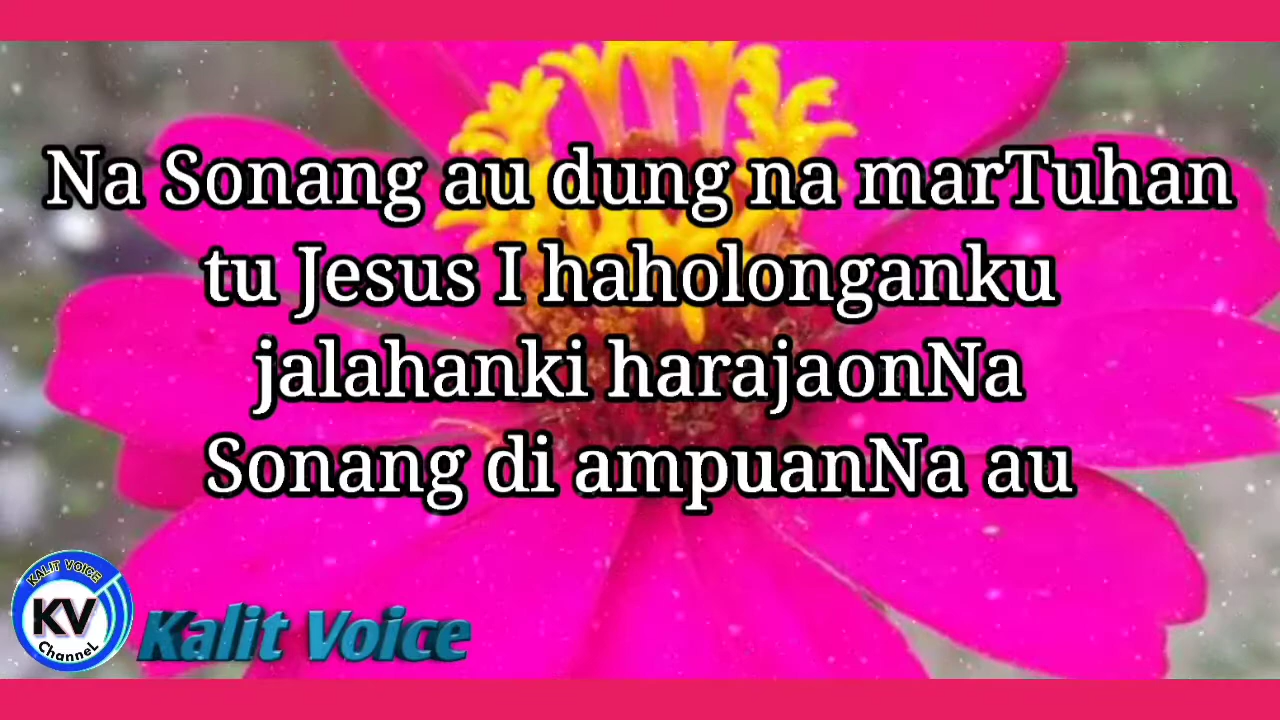 Na Sonang au dung na marTuhan
tu Jesus I haholonganku
jalahanki harajaonNa
Sonang di ampuanNa au
KALIT VOICE
KV
ChanneL
Kalit Voice